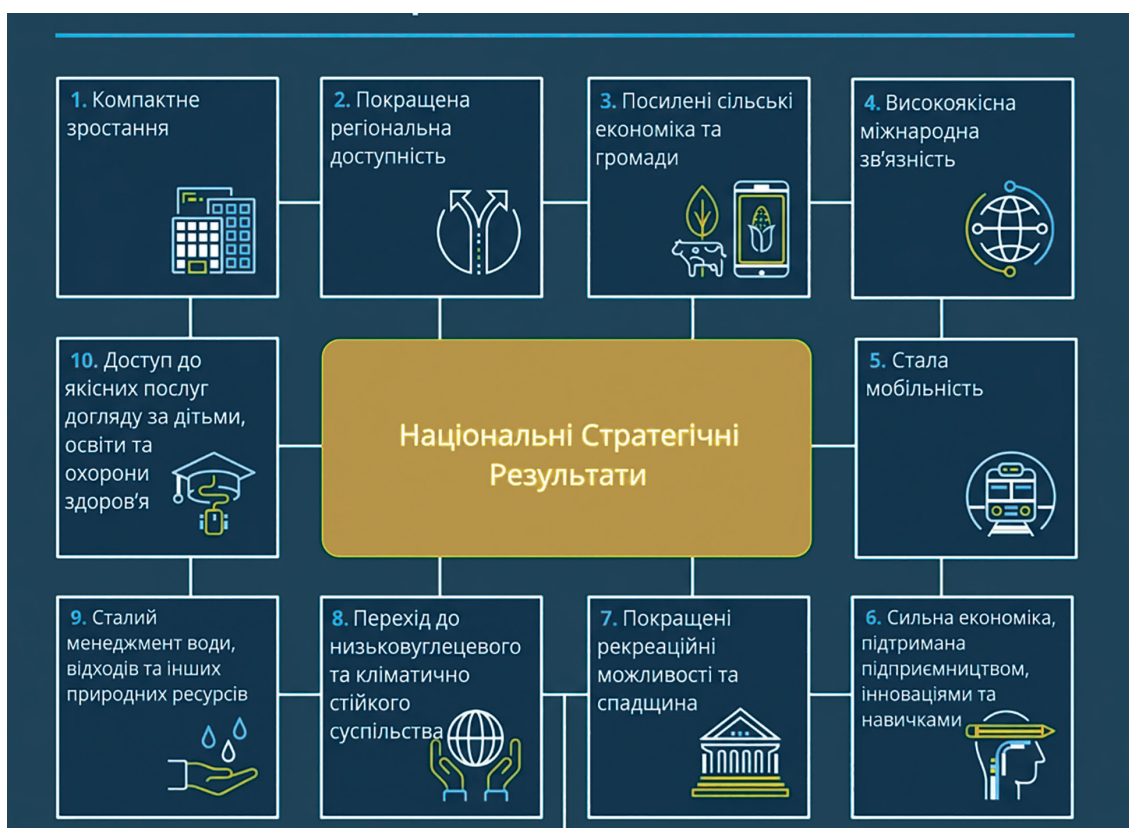 1. Компактне
зростання
2. Покращена
регіональна
доступність
3. Посилені сільські
економіка та
громади
4. Високоякісна
міжнародна
зв’язність
10. Доступ до
якісних послуг
догляду за дітьми,
освіти та
охорони
здоров’я
Національні Стратегічні
Результати
5. Стала
мобільність
9. Сталий
менеджмент води,
відходів та інших
природних ресурсів
8. Перехід до
низьковуглецевого
та кліматично
стійкого
суспільства
7. Покращені
рекреаційні
можливості та
спадщина
6. Сильна економіка,
підтримана
підприємництвом,
інноваціями та
навичками